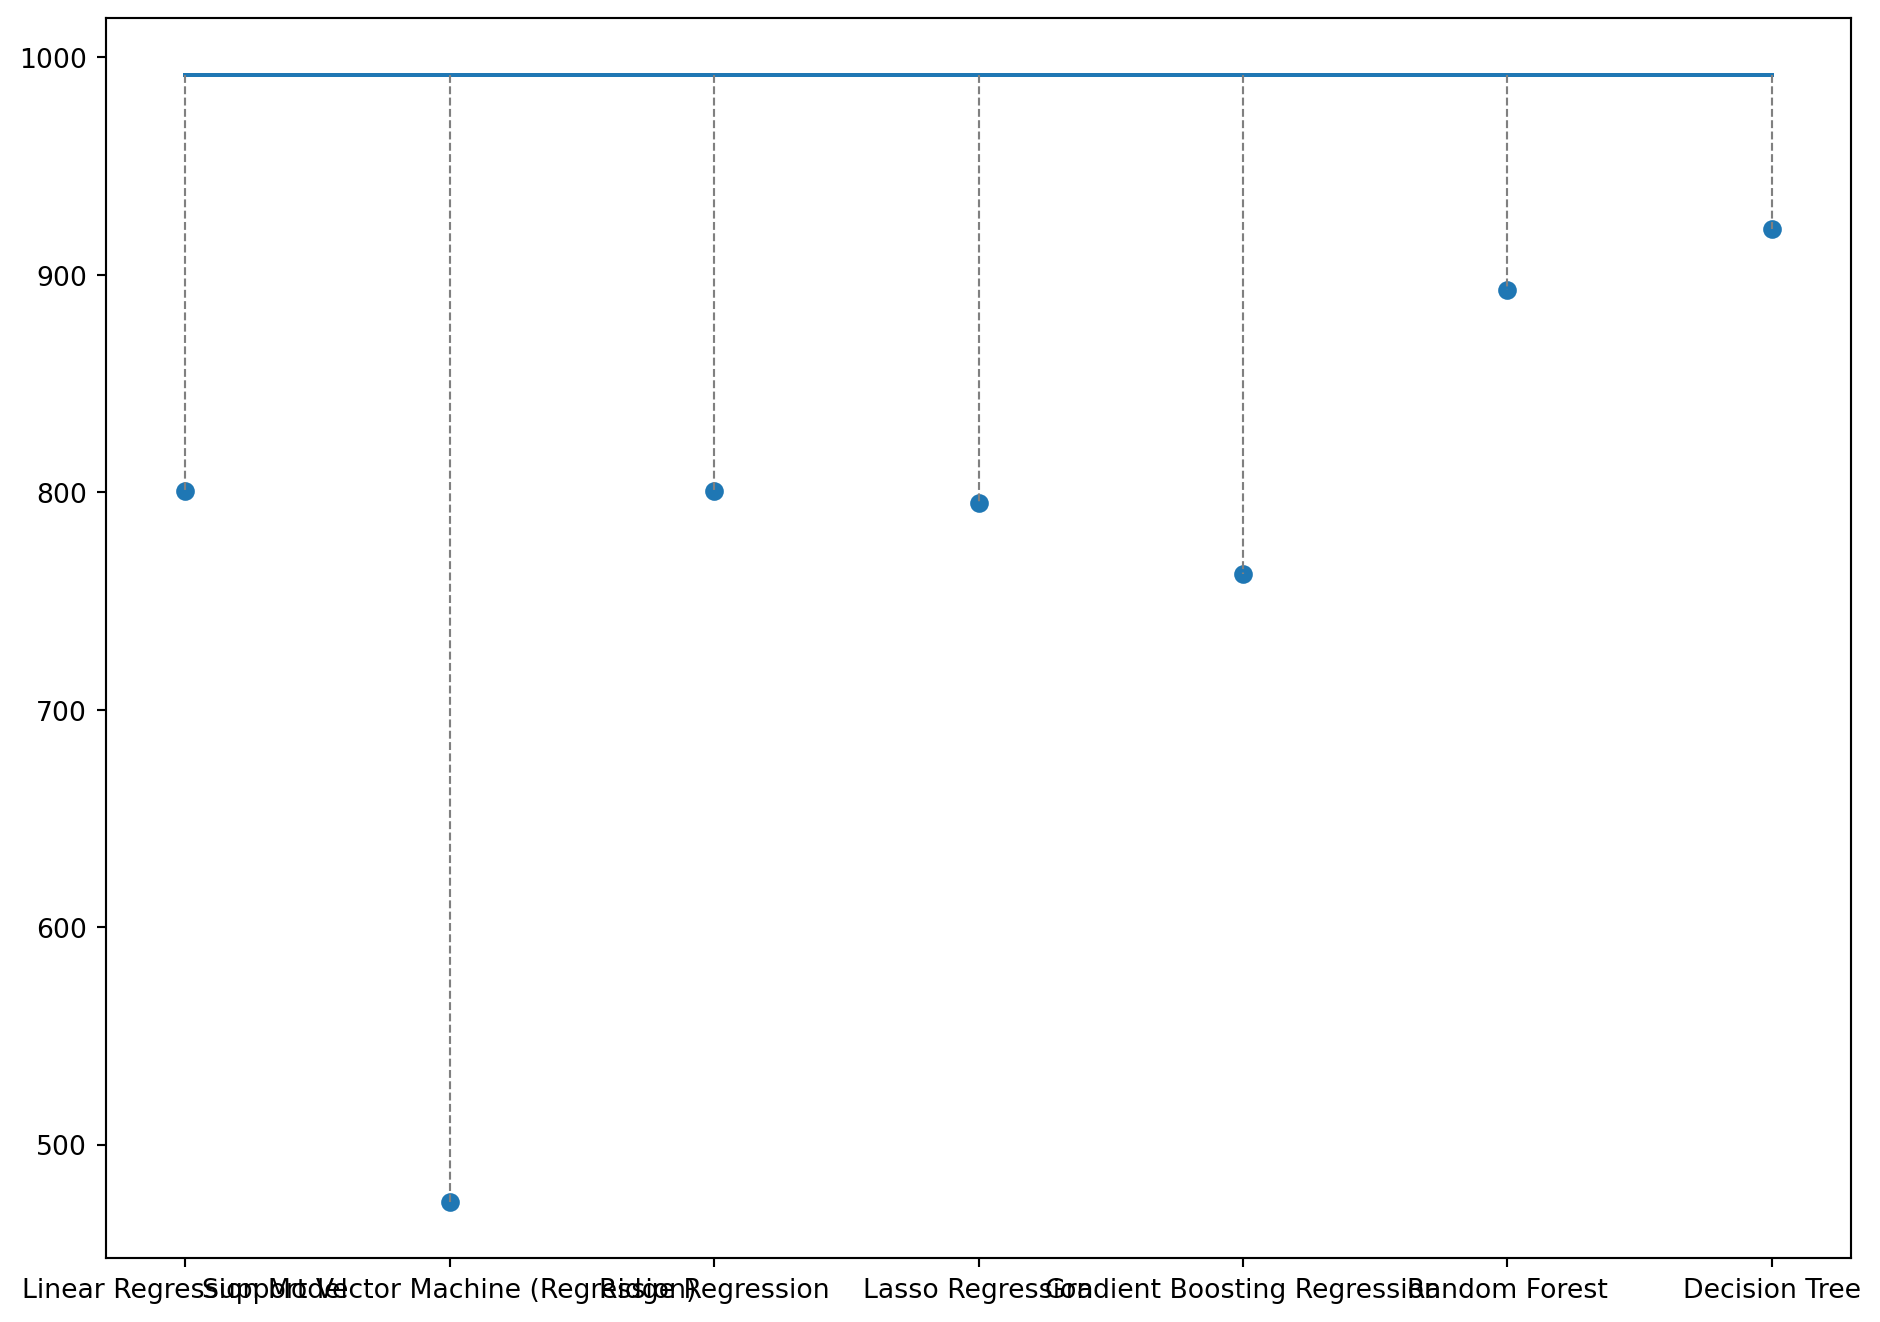 1000
900
800
700
600
500
Linear Regression Model
Support Vector Machine (Regression)
Ridge Regression
Lasso Regression
Gradient Boosting Regression
Random Forest
Decision Tree